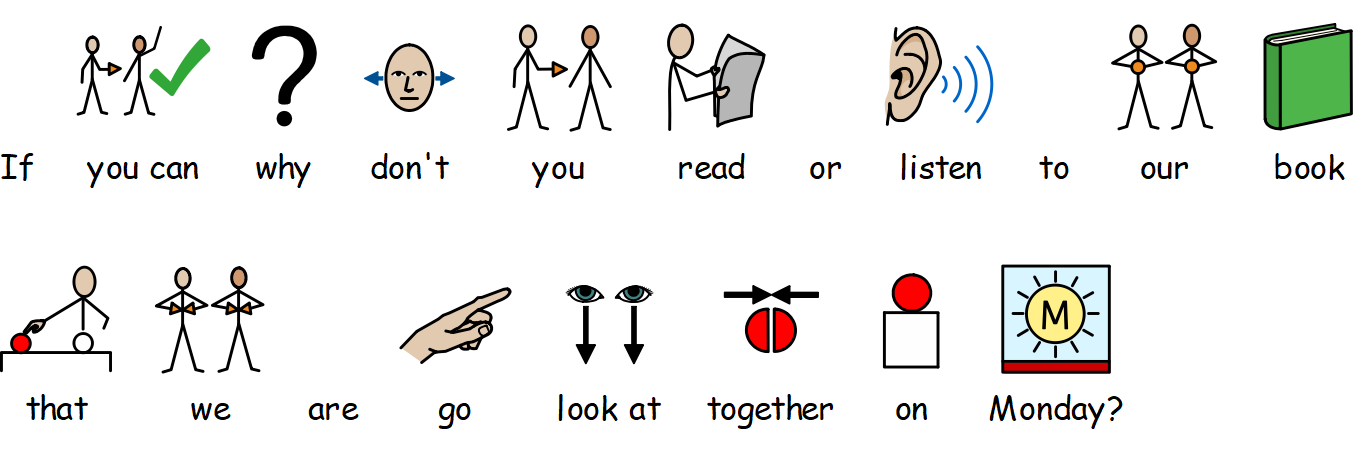 If you can why don't you read or listen to our book
that we are go look at together on Monday?